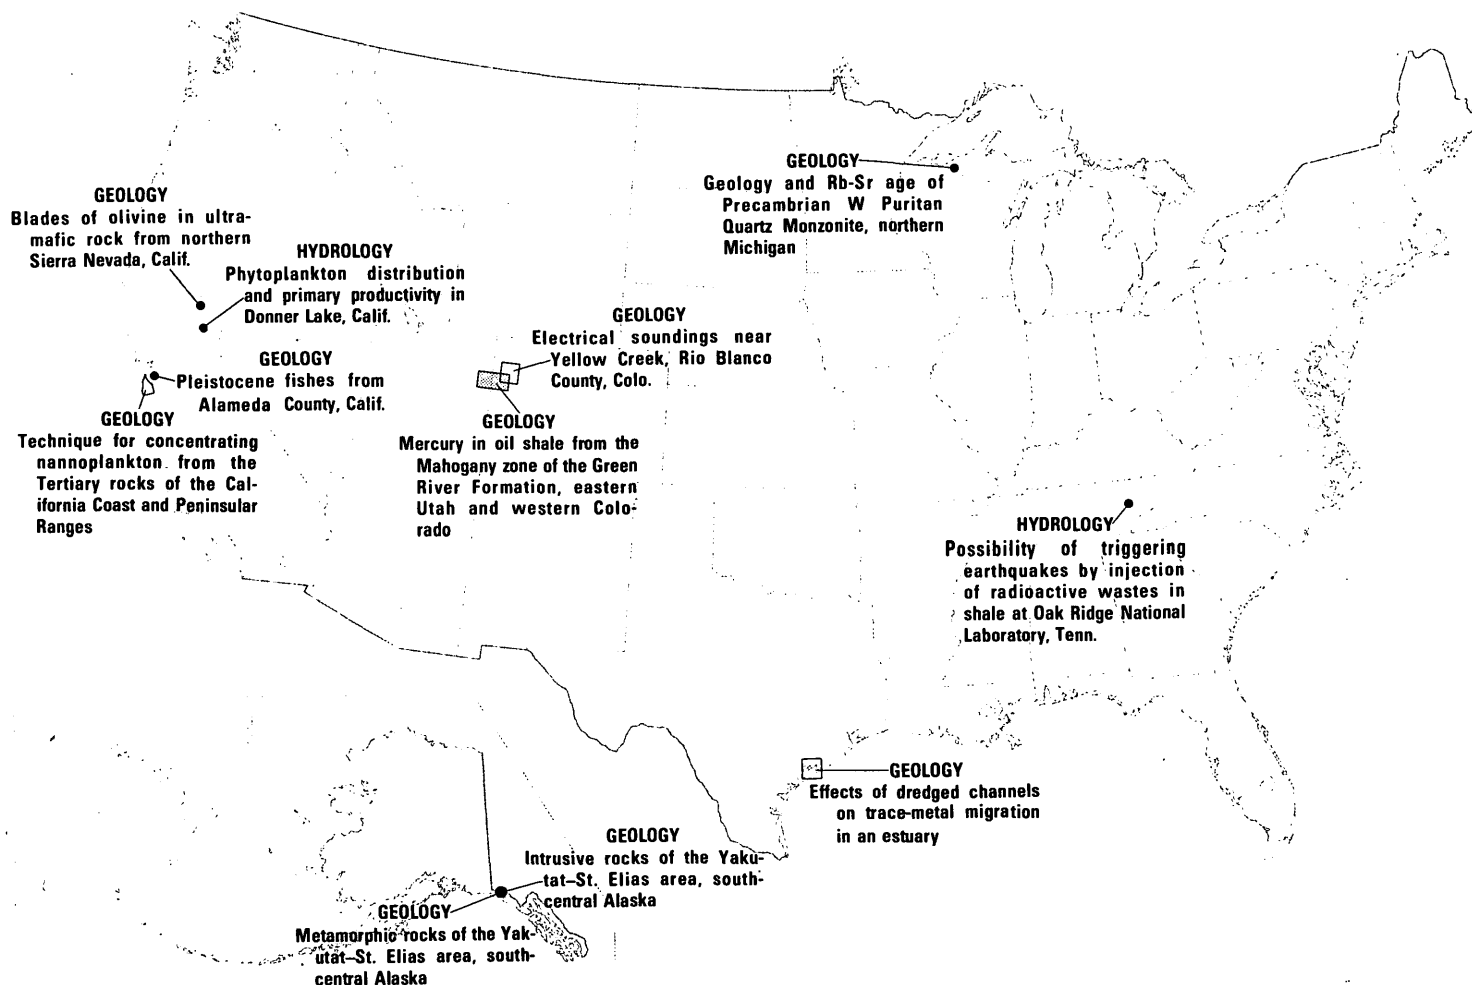 GEOLOGY
Geology and Rb-Sr age of
Precambrian W Puritan
Quartz Monzonite, northern
Michigan
GEOLOGY
Blades of olivine in ultra-
mafic rock from northern
Sierra Nevada, Calif.
HYDROLOGY
Phytoplankton distribution
and primary productivity in
Donner Lake, Calif.
GEOLOGY
Electrical soundings near
Yellow Creek, Rio Blanco
County, Colo.
GEOLOGY
Pleistocene fishes from
Alameda County, Calif.
GEOLOGY
Technique for concentrating
nannoplankton from the
Tertiary rocks of the Cal-
ifornia Coast and Peninsular
Ranges
GEOLOGY
Mercury in oil shale from the
Mahogany zone of the Green
River Formation, eastern
Utah and western Colo-
rado
HYDROLOGY
Possibility of triggering
earthquakes by injection
of radioactive wastes in
shale at Oak Ridge National
Laboratory, Tenn.
GEOLOGY
Effects of dredged channels
on trace-metal migration
in an estuary
GEOLOGY
Intrusive rocks of the Yaku-
tat–St. Elias area, south-
central Alaska
GEOLOGY
Metamorphic rocks of the Yak-
utat–St. Elias area, south-
central Alaska